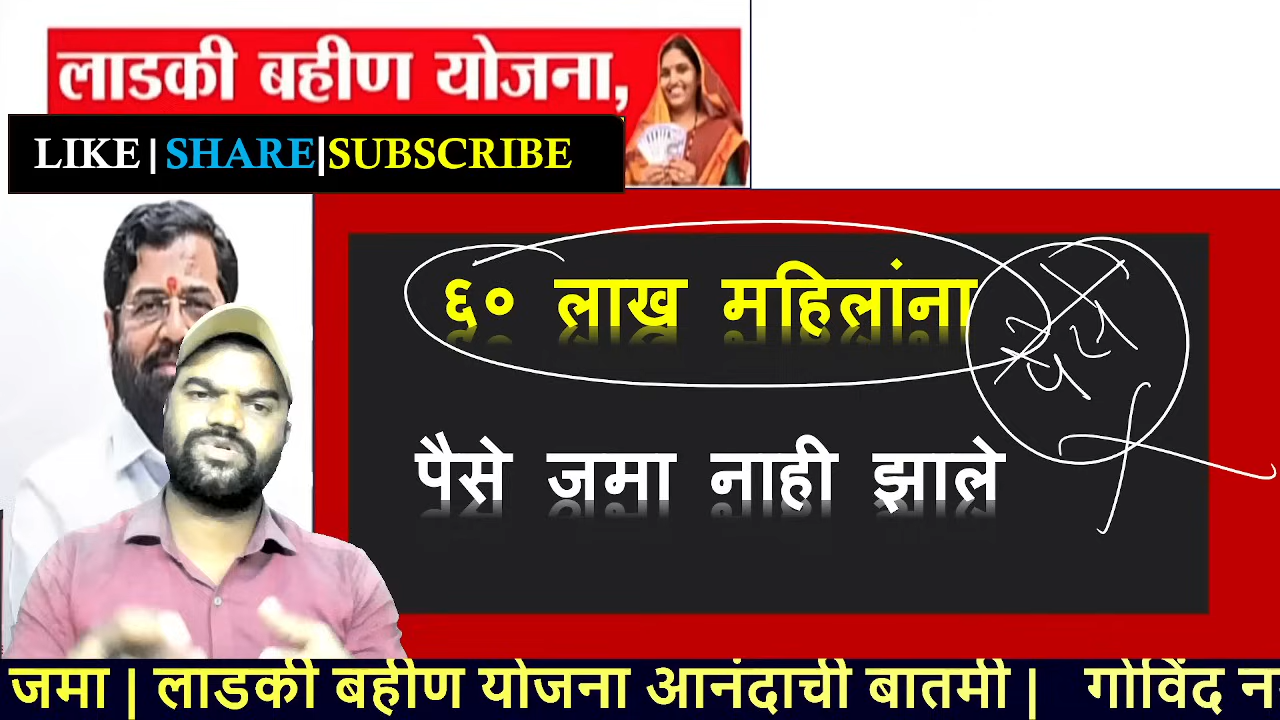 लाडकी बहीण योजना,
LIKE|SHARE|SUBSCRIBE
६० लाख महिलांना
पैसे जमा नाही झाले
जमा | लाडकी बहीण योजना आनंदाची बातमी | गोविंद